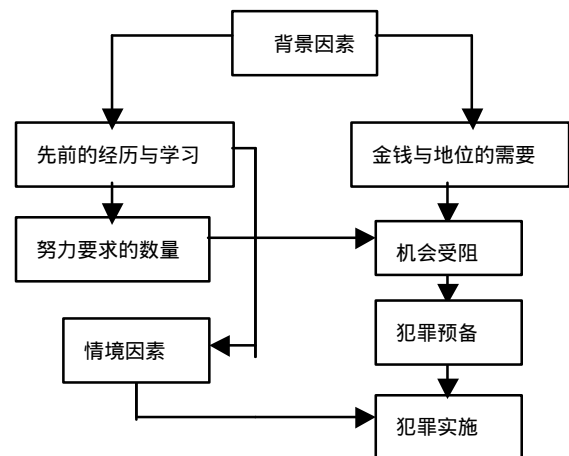 背景因素
先前的经历与学习
金钱与地位的需要
努力要求的数量
机会受阻
犯罪预备
情境因素
犯罪实施